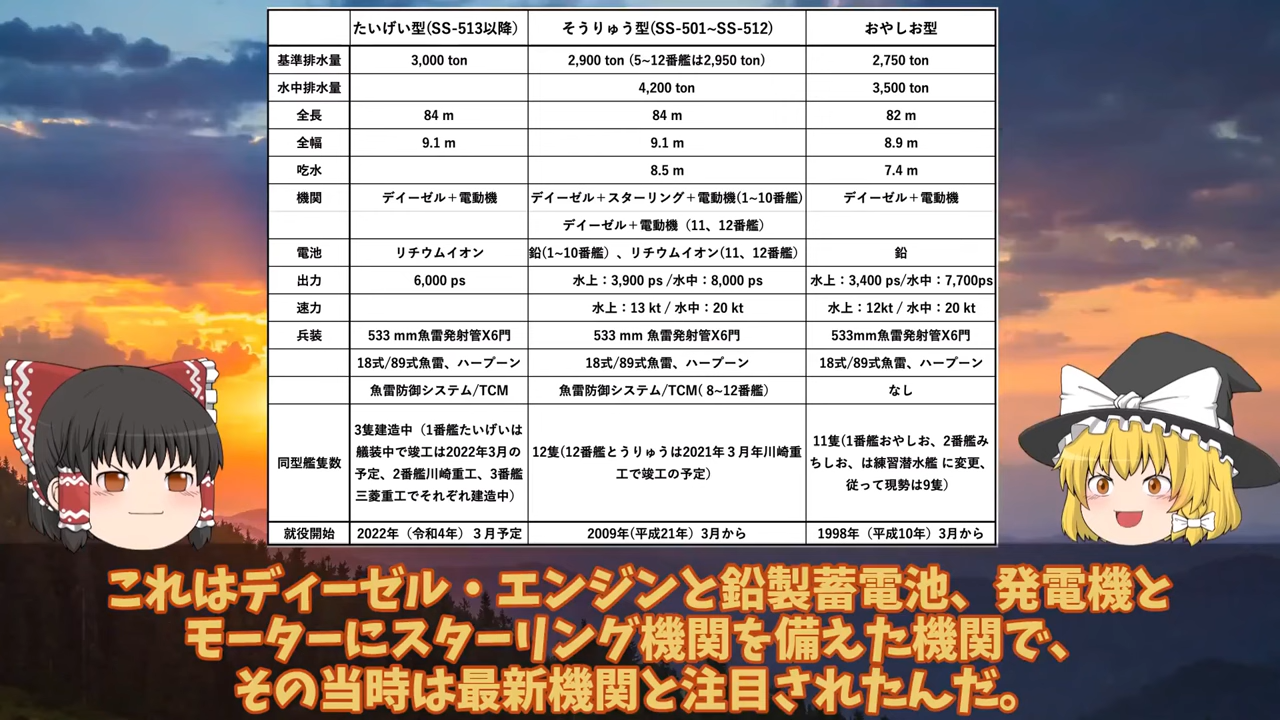 たいげい型(SS-513以降) そうりゅう型(SS-501~SS-512) おやしお型
基準排水量 3,000 ton 2,900 ton (5~12番艦は2,950 ton) 2,750 ton
水中排水量 4,200 ton 3,500 ton
全長 84 m 84 m 82 m
全幅 9.1 m 9.1 m 8.9 m
吃水 8.5 m 7.4 m
機関 デイーゼル＋電動機 デイーゼル＋スターリング＋電動機(1~10番艦) デイーゼル＋電動機
デイーゼル＋電動機（11、12番艦）
電池 リチウムイオン 鉛(1~10番艦）、リチウムイオン(11、12番艦） 鉛
出力 6,000 ps 水上：3,900 ps /水中：8,000 ps 水上：3,400 ps/水中：7,700ps
速力 水上：13 kt / 水中：20 kt 水上：12kt / 水中：20 kt
兵装 533 mm魚雷発射管X6門 533 mm 魚雷発射管X6門 533mm魚雷発射管X6門
18式/89式魚雷、ハープーン 18式/89式魚雷、ハープーン 18式/89式魚雷、ハープーン
魚雷防御システム/TCM 魚雷防御システム/TCM( 8~12番艦） なし
同型艦隻数
3隻建造中（1番艦たいげいは
艤装中で竣工は2022年3月の
予定、2番艦川崎重工、3番艦
三菱重工でそれぞれ建造中）
12隻(12番艦とうりゅうは2021年３月年川崎重
工で竣工の予定）
11隻(1番艦おやしお、2番艦み
ちしお、は練習潜水艦 に変更、
従って現勢は9隻）
就役開始 2022年（令和4年）３月予定 2009年(平成21年）3月から 1998年（平成10年）3月から
これはディーゼル・エンジンと鉛製蓄電池、発電機と
モーターにスターリング機関を備えた機関で、
その当時は最新機関と注目されたんだ。